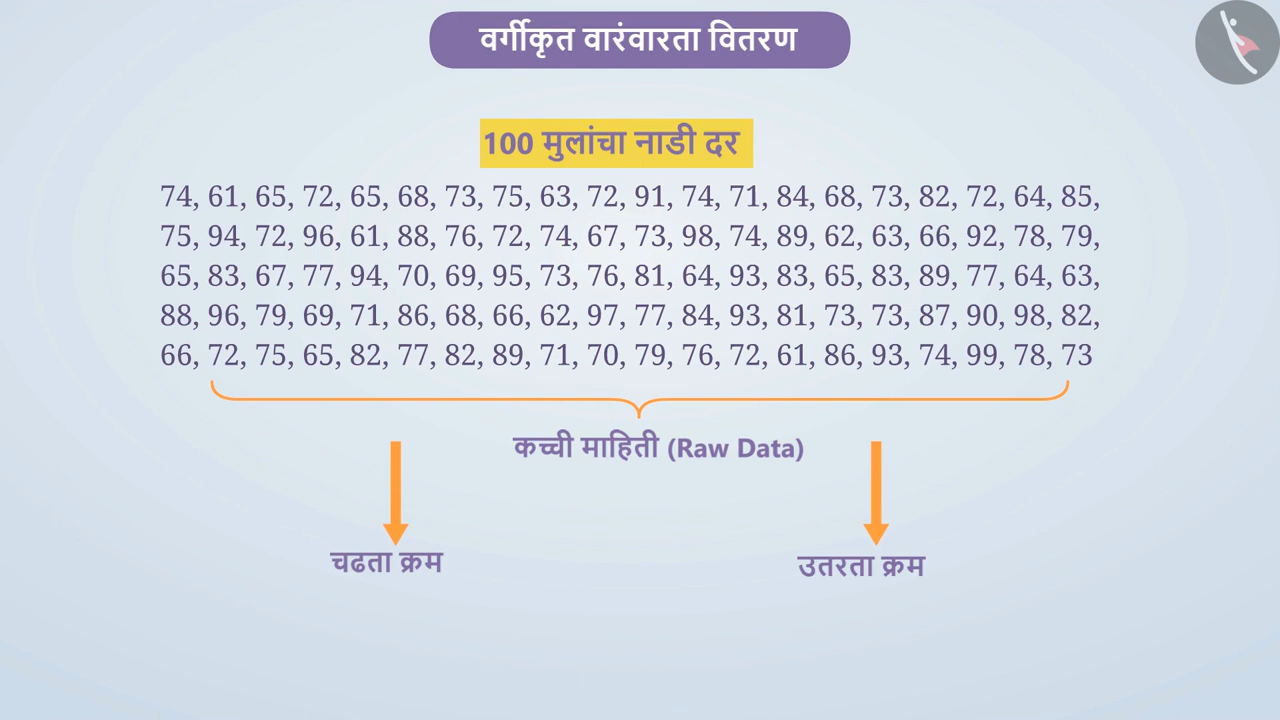 वर्गीकृत वारंवारता वितरण
100 मुलांचा नाडी दर
74, 61, 65, 72, 65, 68, 73, 75, 63, 72, 91, 74, 71, 84, 68, 73, 82, 72, 64, 85,
75, 94, 72, 96, 61, 88, 76, 72, 74, 67, 73, 98, 74, 89, 62, 63, 66, 92, 78, 79,
65, 83, 67, 77, 94, 70, 69, 95, 73, 76, 81, 64, 93, 83, 65, 83, 89, 77, 64, 63,
88, 96, 79, 69, 71, 86, 68, 66, 62, 97, 77, 84, 93, 81, 73, 73, 87, 90, 98, 82,
66, 72, 75, 65, 82, 77, 82, 89, 71, 70, 79, 76, 72, 61, 86, 93, 74, 99, 78, 73
कच्ची माहिती (Raw Data)
चढता क्रम
उतरता क्रम